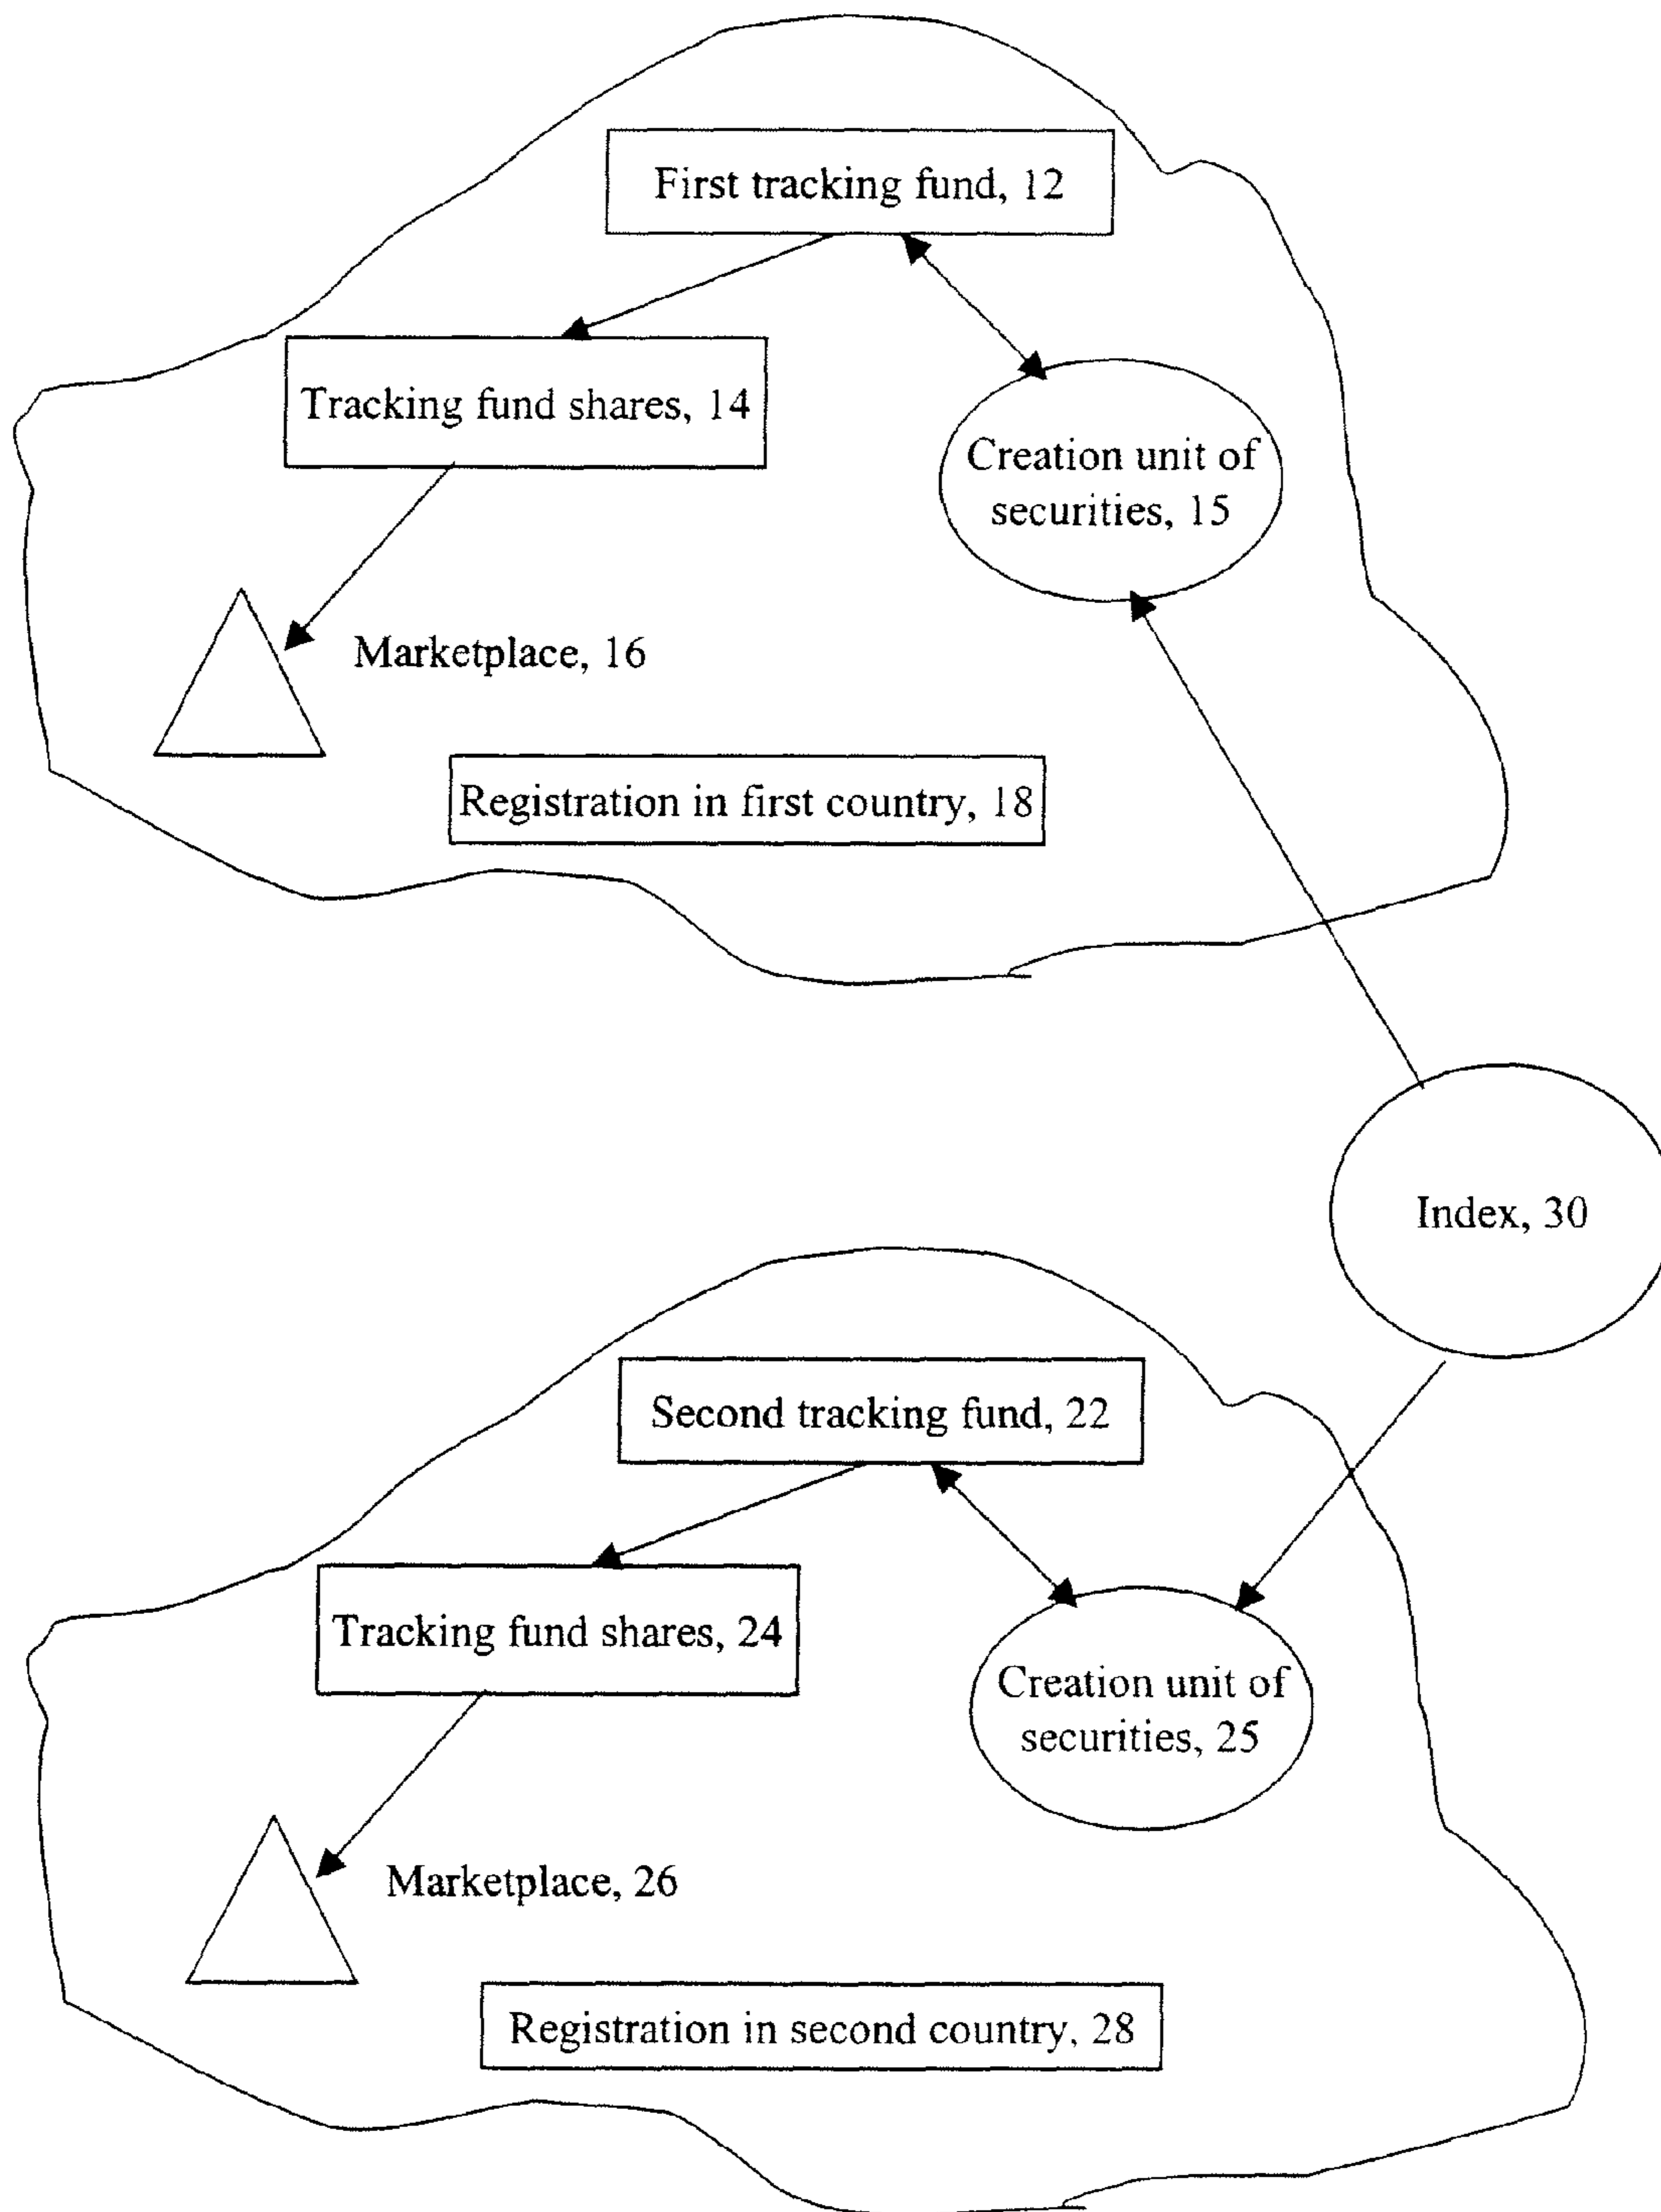 First tracking fund, 12
Tracking fund shares, 14
Creation unit of
securities, 15
Marketplace, 16
Registration in first country, 18
Index, 30
Second tracking fund, 22
Tracking fund shares, 24
Creation unit of
securities, 25
Marketplace, 26
Registration in second country, 28